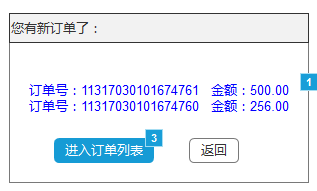 您有新订单了：
1
订单号：11317030101674761 金额：500.00
订单号：11317030101674760 金额：256.00
3
进入订单列表 返回